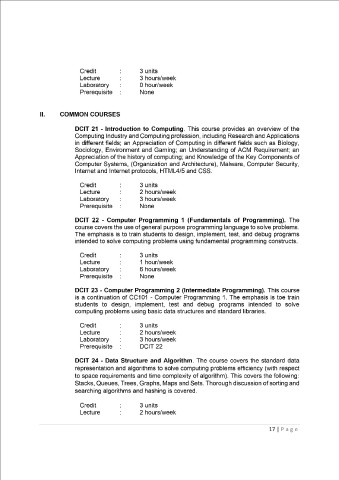 Credit : 3 units
Lecture : 3 hours/week
Laboratory : 0 hour/week
Prerequisite : None
II. COMMON COURSES
DCIT 21 - Introduction to Computing. This course provides an overview of the
Computing Industry and Computing profession, including Research and Applications
in different fields; an Appreciation of Computing in different fields such as Biology,
Sociology, Environment and Gaming; an Understanding of ACM Requirement; an
Appreciation of the history of computing; and Knowledge of the Key Components of
Computer Systems, (Organization and Architecture), Malware, Computer Security,
Internet and Internet protocols, HTML4/5 and CSS.
Credit : 3 units
Lecture : 2 hours/week
Laboratory : 3 hours/week
Prerequisite : None
DCIT 22 - Computer Programming 1 (Fundamentals of Programming). The
course covers the use of general purpose programming language to solve problems.
The emphasis is to train students to design, implement, test, and debug programs
intended to solve computing problems using fundamental programming constructs.
Credit : 3 units
Lecture : 1 hour/week
Laboratory : 6 hours/week
Prerequisite : None
DCIT 23 - Computer Programming 2 (Intermediate Programming). This course
is a continuation of CC101 - Computer Programming 1. The emphasis is toe train
students to design, implement, test and debug programs intended to solve
computing problems using basic data structures and standard libraries.
Credit : 3 units
Lecture : 2 hours/week
Laboratory : 3 hours/week
Prerequisite : DCIT 22
DCIT 24 - Data Structure and Algorithm. The course covers the standard data
representation and algorithms to solve computing problems efficiency (with respect
to space requirements and time complexity of algorithm). This covers the following:
Stacks, Queues, Trees, Graphs, Maps and Sets. Thorough discussion of sorting and
searching algorithms and hashing is covered.
Credit : 3 units
Lecture : 2 hours/week
17 | Page